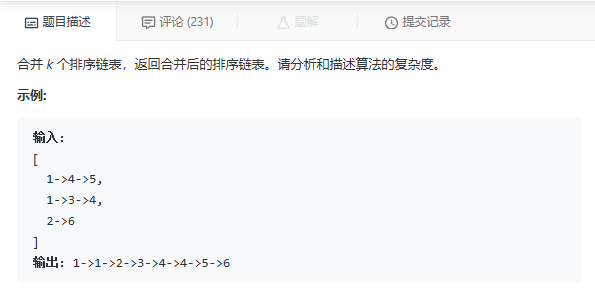 题目描述 评论 (231) 题解 提交记录
合并 k 个排序链表，返回合并后的排序链表。请分析和描述算法的复杂度。
示例:
输入:
[
1->4->5,
1->3->4,
2->6
]
输出: 1->1->2->3->4->4->5->6